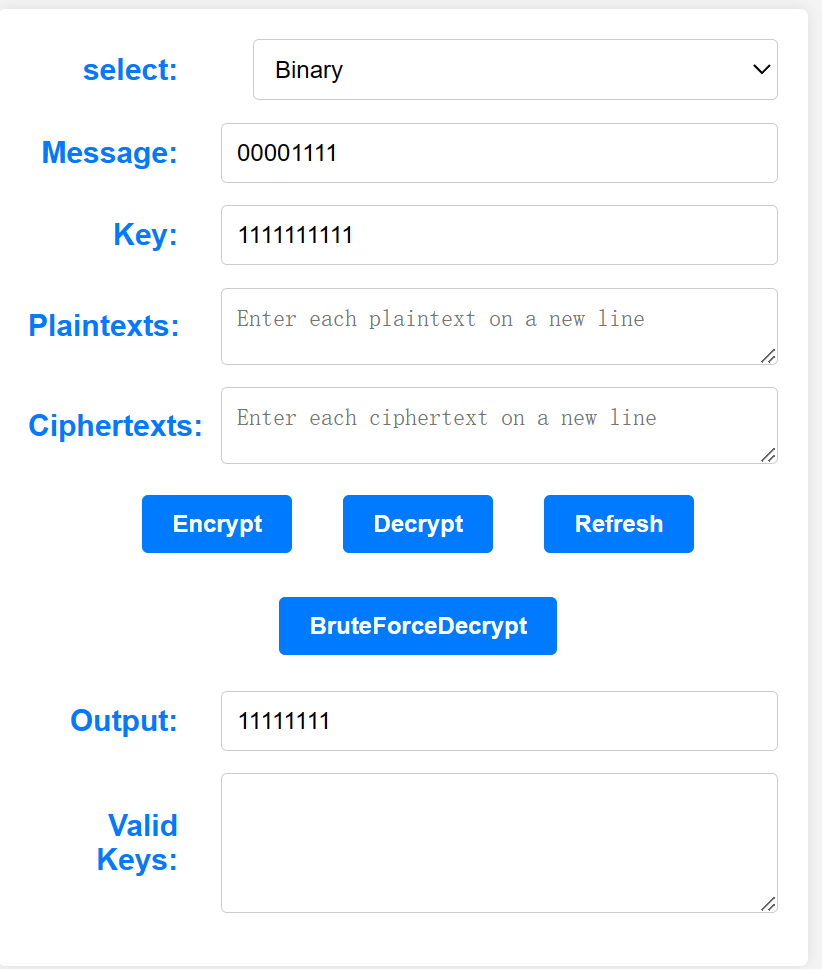 select: Binary
Message: 00001111
Key: 1111111111
Plaintexts: Enter each plaintext on a new line
Ciphertexts: Enter each ciphertext on a new line
Encrypt Decrypt Refresh
BruteForceDecrypt
Output: 11111111
Valid
Keys: